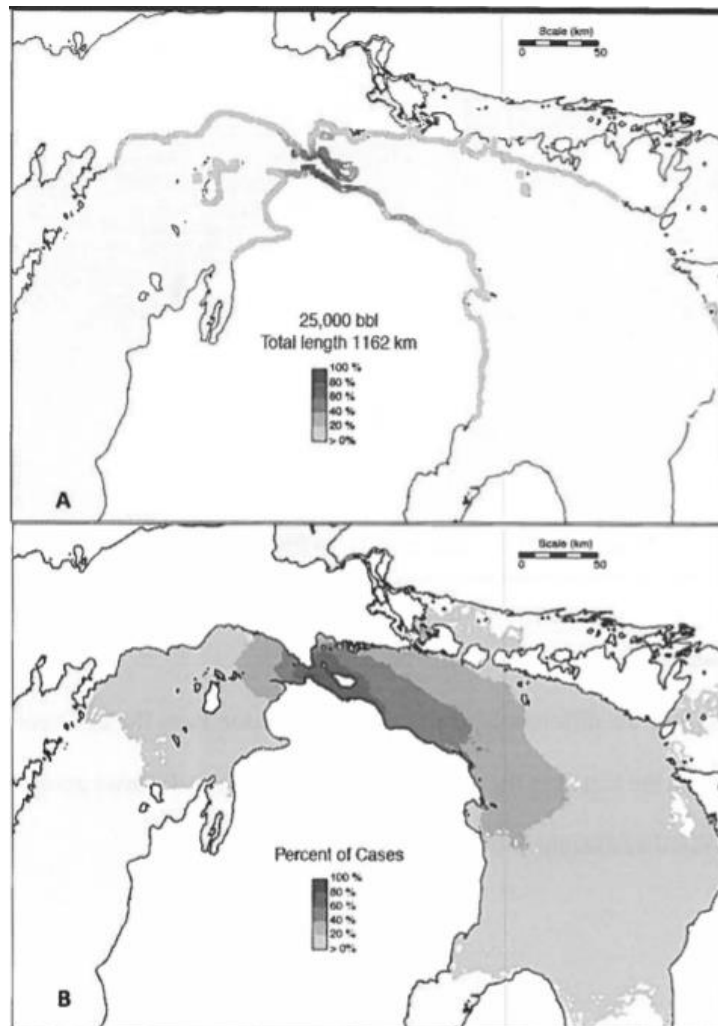 Scale (km)
0 50
25,000 bbl
Total length 1162 km
100 %
80 %
60 %
40 %
20 %
> 0%
A
Scale (km)
0 50
Percent of Cases
100 %
80 %
60 %
40 %
20 %
> 0%
B